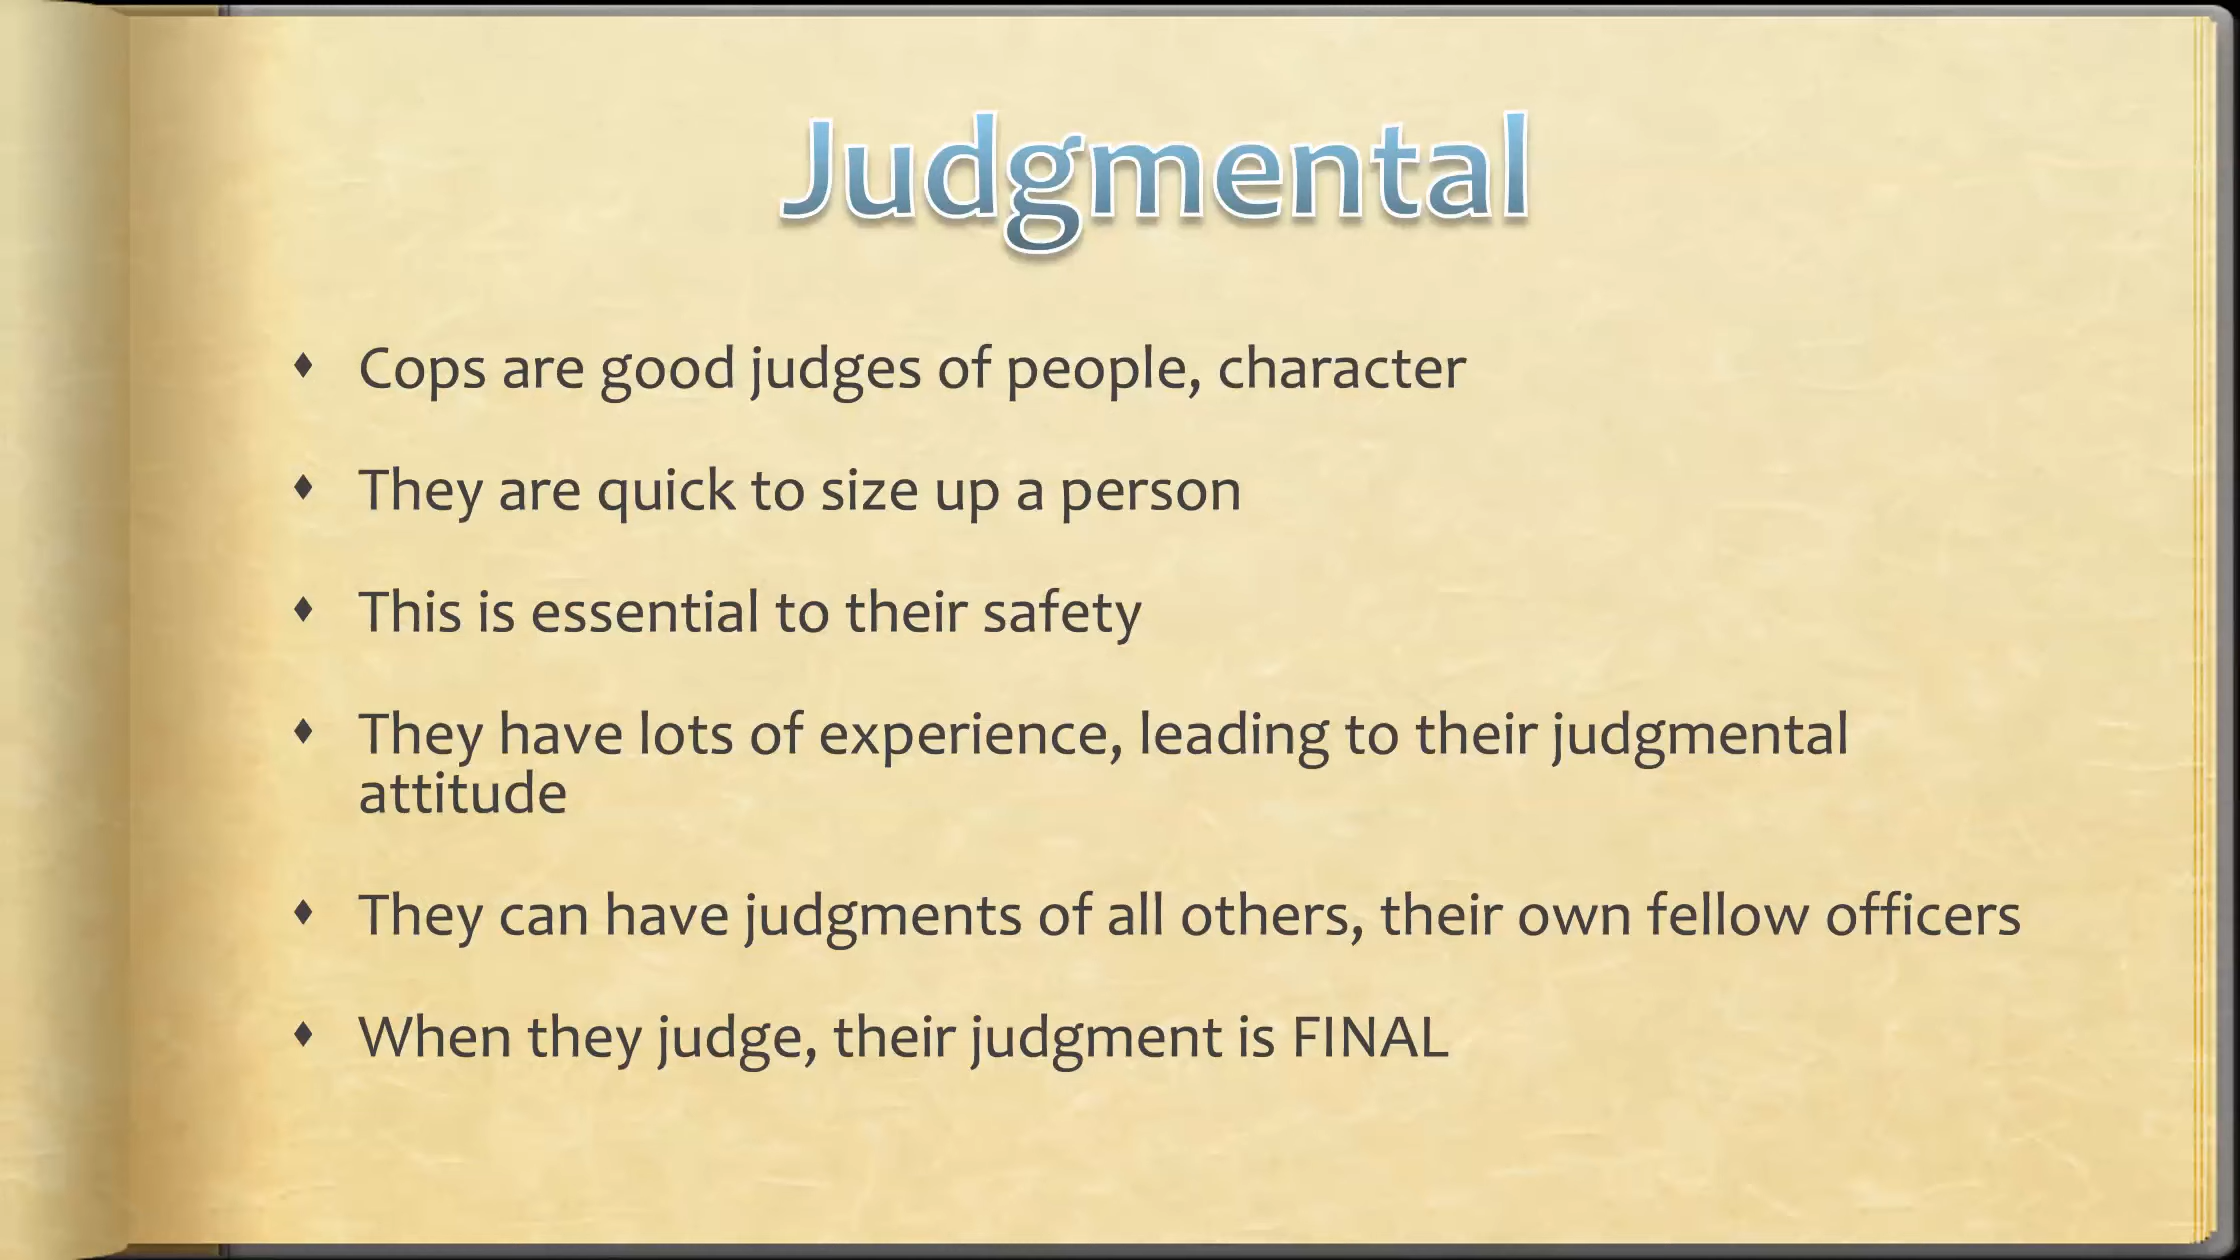 Judgmental
♦ Cops are good judges of people, character
♦ They are quick to size up a person
♦ This is essential to their safety
♦ They have lots of experience, leading to their judgmental
attitude
♦ They can have judgments of all others, their own fellow officers
♦ When they judge, their judgment is FINAL